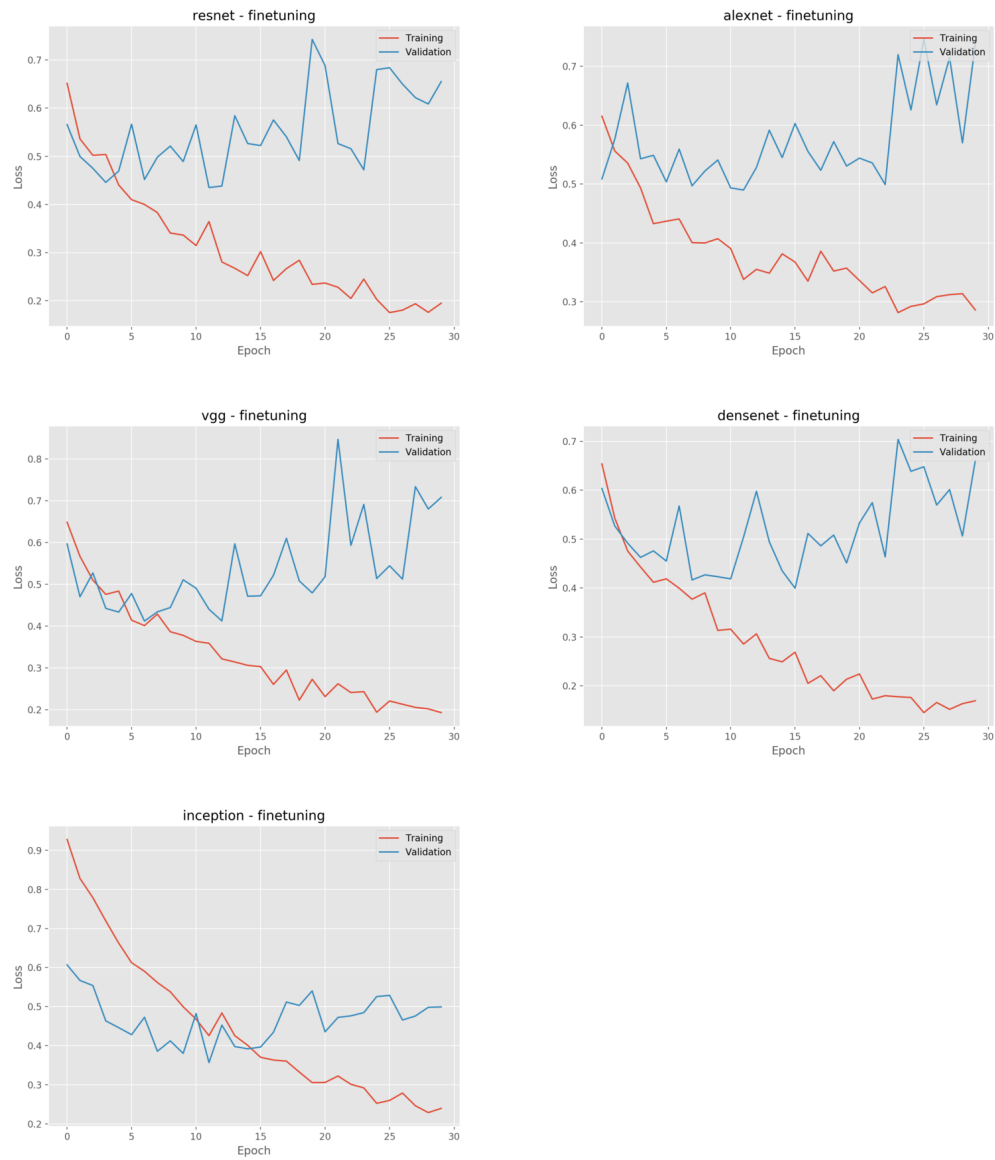 resnet - finetuning
Training
Validation
Loss
0.7
0.6
0.5
0.4
0.3
0.2
0 5 10 15 20 25 30
Epoch
alexnet - finetuning
Training
Validation
Loss
0.7
0.6
0.5
0.4
0.3
0 5 10 15 20 25 30
Epoch
vgg - finetuning
Training
Validation
Loss
0.8
0.7
0.6
0.5
0.4
0.3
0.2
0 5 10 15 20 25 30
Epoch
densenet - finetuning
Training
Validation
Loss
0.7
0.6
0.5
0.4
0.3
0.2
0 5 10 15 20 25 30
Epoch
inception - finetuning
Training
Validation
Loss
0.9
0.8
0.7
0.6
0.5
0.4
0.3
0.2
0 5 10 15 20 25 30
Epoch